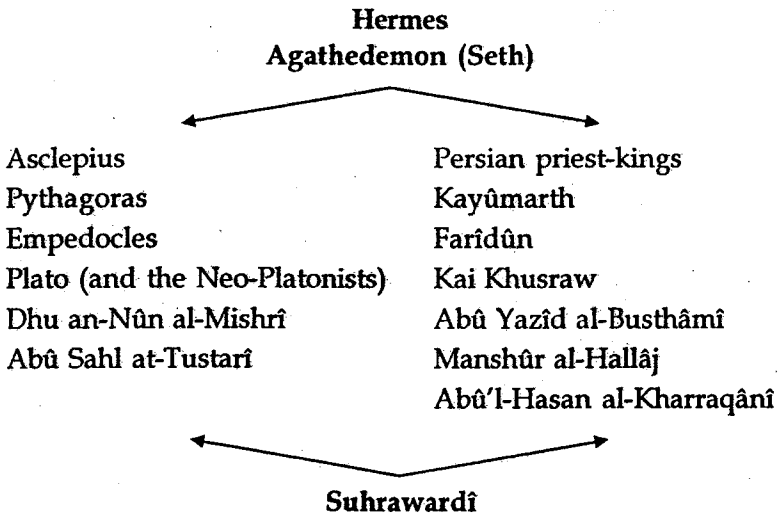 Hermes
Agathedemon (Seth)
Asclepius
Pythagoras
Empedocles
Plato (and the Neo-Platonists)
Dhu an-Nûn al-Mishrî
Abû Sahl at-Tustarî
Persian priest-kings
Kayûmarth
Farîdûn
Kai Khusraw
Abû Yazîd al-Busthâmî
Manshûr al-Hallâj
Abû'l-Hasan al-Kharraqânî
Suhrawardî